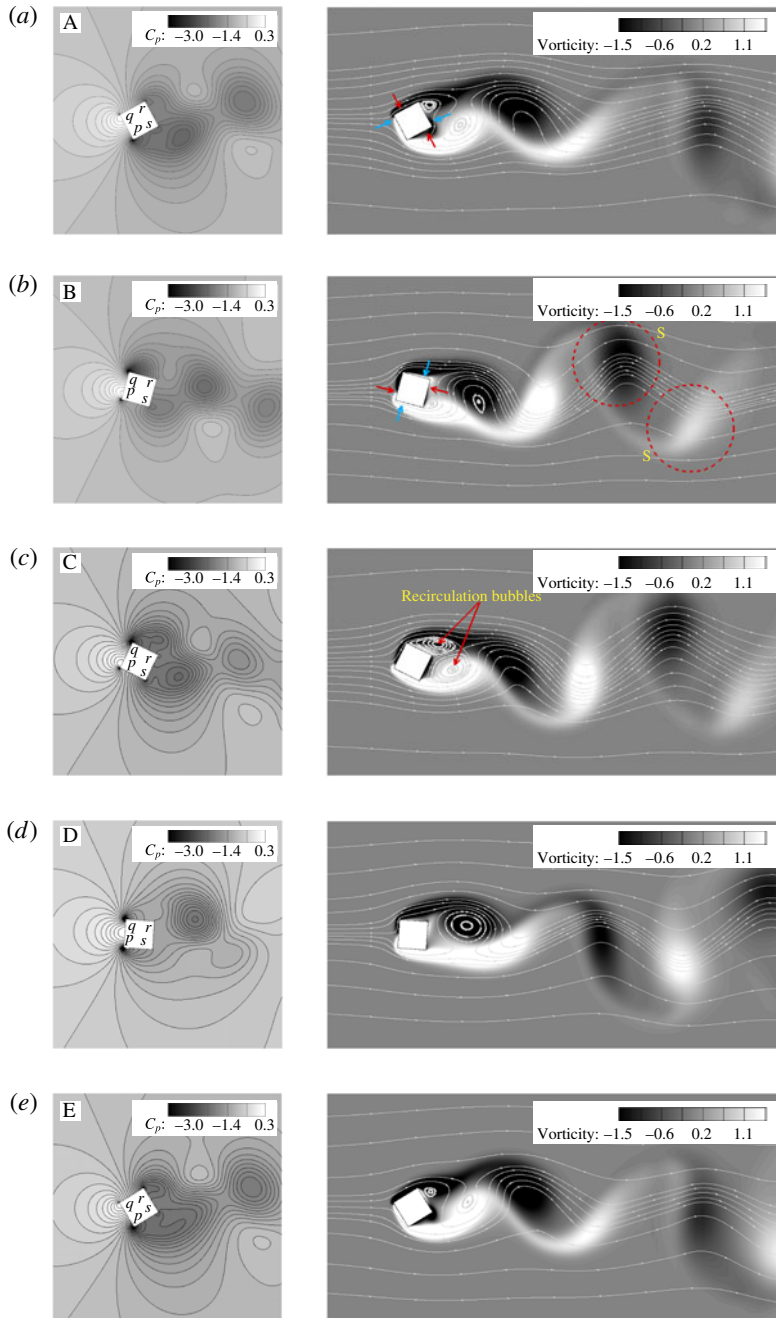 (a)
A
Cp: −3.0 −1.4 0.3
q r
p s
Vorticity: −1.5 −0.6 0.2 1.1
(b)
B
Cp: −3.0 −1.4 0.3
q r
p s
Vorticity: −1.5 −0.6 0.2 1.1
S
S
(c)
C
Cp: −3.0 −1.4 0.3
q r
p s
Vorticity: −1.5 −0.6 0.2 1.1
Recirculation bubbles
(d)
D
Cp: −3.0 −1.4 0.3
q r
p s
Vorticity: −1.5 −0.6 0.2 1.1
(e)
E
Cp: −3.0 −1.4 0.3
q r
p s
Vorticity: −1.5 −0.6 0.2 1.1